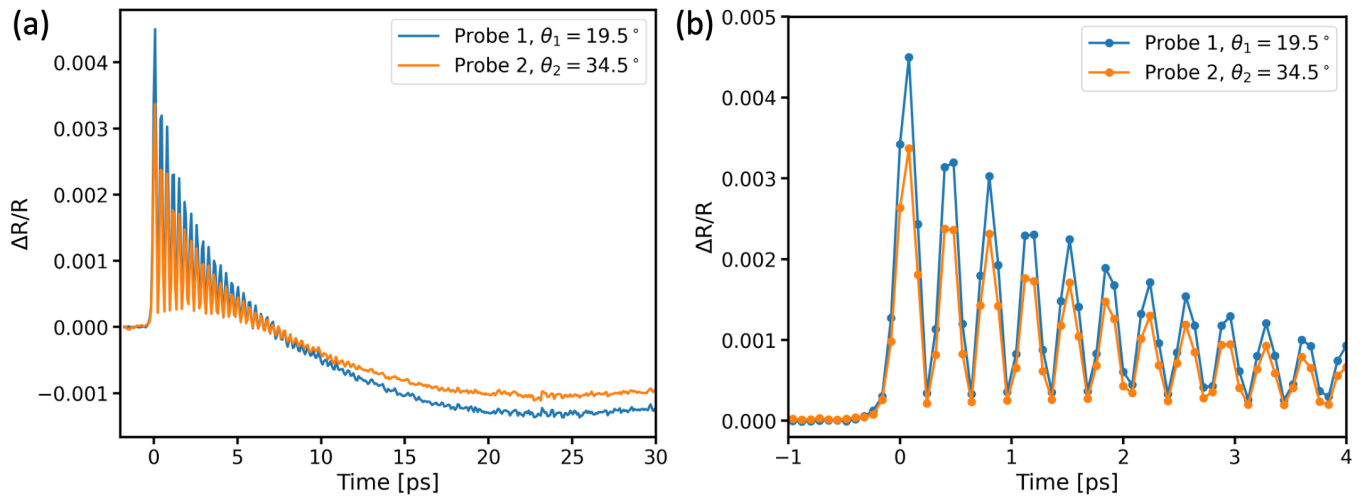 (a)
ΔR/R
0.004
0.003
0.002
0.001
0.000
−0.001
Probe 1, θ₁ = 19.5°
Probe 2, θ₂ = 34.5°
0 5 10 15 20 25 30
Time [ps]
(b)
ΔR/R
0.005
0.004
0.003
0.002
0.001
0.000
Probe 1, θ₁ = 19.5°
Probe 2, θ₂ = 34.5°
−1 0 1 2 3 4
Time [ps]